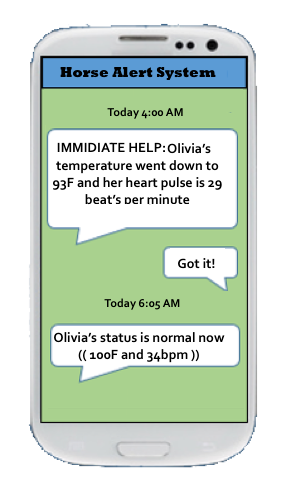 Horse Alert System
Today 4:00 AM
IMMIDIATE HELP: Olivia's
temperature went down to
93F and her heart pulse is 29
beat's per minute
Got it!
Today 6:05 AM
Olivia's status is normal now
(( 100F and 34bpm ))